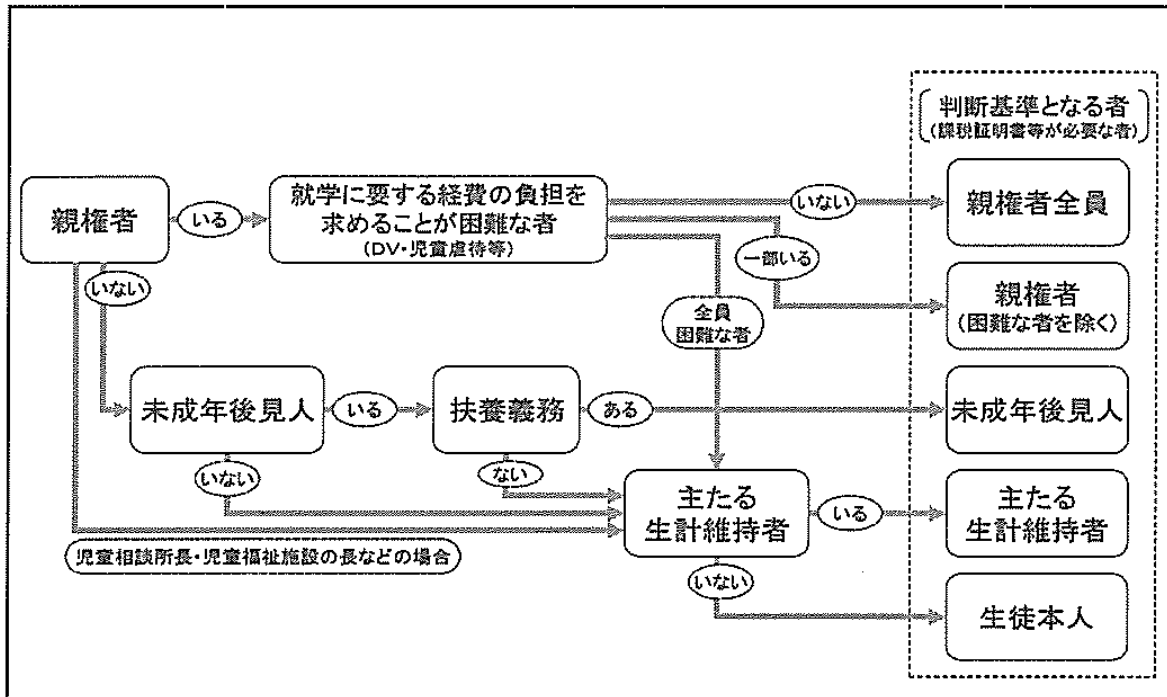 判断基準となる者
(課税証明書等が必要な者)
親権者
いる
就学に要する経費の負担を
求めることが困難な者
(DV・児童虐待等)
いない
親権者全員
一部いる
親権者
(困難な者を除く)
いない
全員
困難な者
未成年後見人
いる
扶養義務
ある
未成年後見人
いない
ない
主たる
生計維持者
いる
主たる
生計維持者
児童相談所長・児童福祉施設の長などの場合
いない
生徒本人